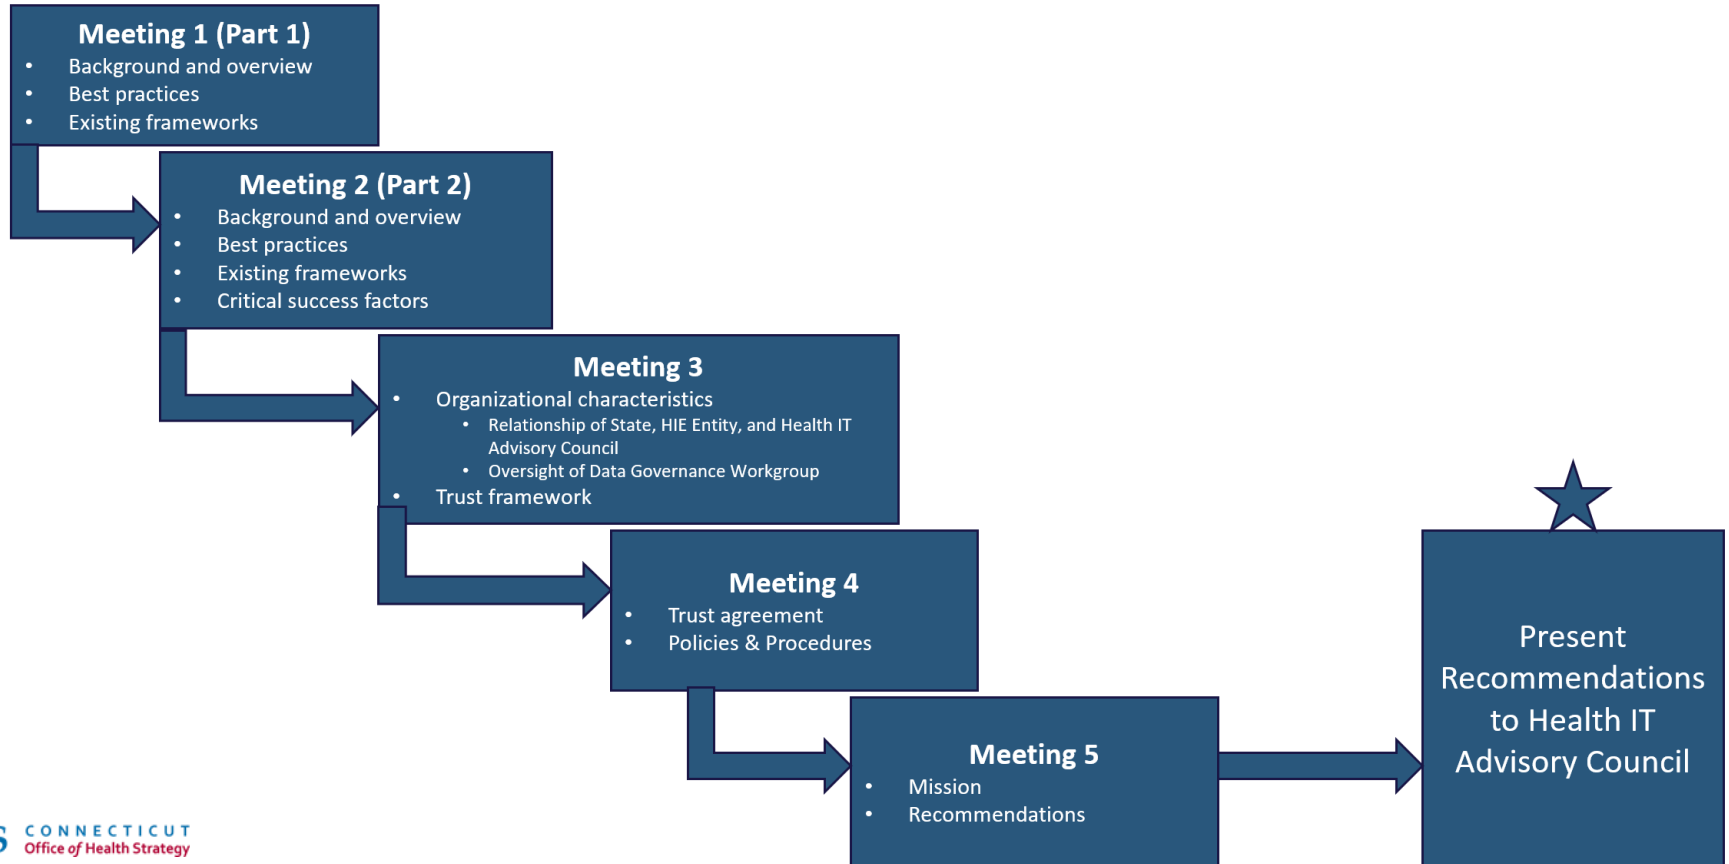 Meeting 1 (Part 1)
• Background and overview
• Best practices
• Existing frameworks
Meeting 2 (Part 2)
• Background and overview
• Best practices
• Existing frameworks
• Critical success factors
Meeting 3
• Organizational characteristics
• Relationship of State, HIE Entity, and Health IT
Advisory Council
• Oversight of Data Governance Workgroup
• Trust framework
Meeting 4
• Trust agreement
• Policies & Procedures
Meeting 5
• Mission
• Recommendations
Present
Recommendations
to Health IT
Advisory Council
S
CONNECTICUT
Office of Health Strategy